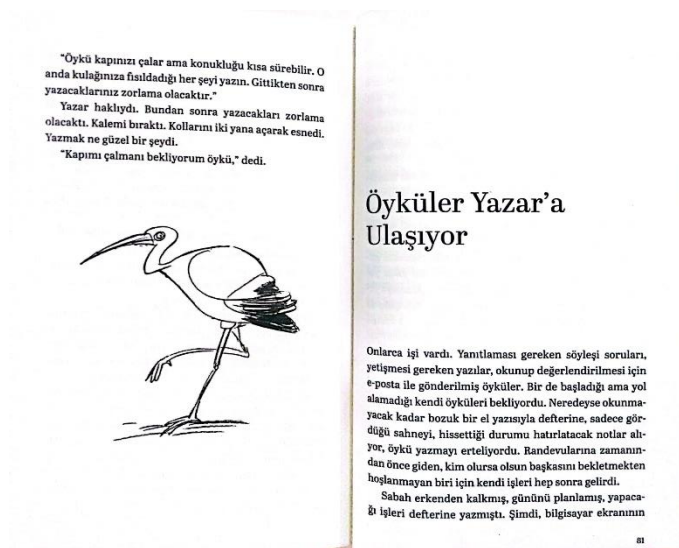 “Öykü kapınızı çalar ama konukluğu kısa sürebilir. O
anda kulağınıza fısıldadığı her şeyi yazın. Gittikten sonra
yazacaklarınız zorlama olacaktır.”
Yazar haklıydı. Bundan sonra yazacakları zorlama
olacaktı. Kalemi bıraktı. Kollarını iki yana açarak esnedi.
Yazmak ne güzel bir şeydi.
“Kapımı çalmanı bekliyorum öykü,” dedi.
Öyküler Yazar’a
Ulaşıyor
Onlarca işi vardı. Yanıtlaması gereken söyleşi soruları,
yetişmesi gereken yazılar, okunup değerlendirilmesi için
e-posta ile gönderilmiş öyküler. Bir de başladığı ama yol
alamadığı kendi öyküleri bekliyordu. Neredeyse okunma-
yacak kadar bozuk bir el yazısıyla defterine, sadece gör-
düğü sahneyi, hissettiği durumu hatırlatacak notlar alı-
yor, öykü yazmayı erteliyordu. Randevularına zamanın-
dan önce giden, kim olursa olsun başkasını bekletmekten
hoşlanmayan biri için kendi işleri hep sonra gelirdi.
Sabah erkenden kalkmış, gününü planlamış, yapaca-
ğı işleri defterine yazmıştı. Şimdi, bilgisayar ekranının
81